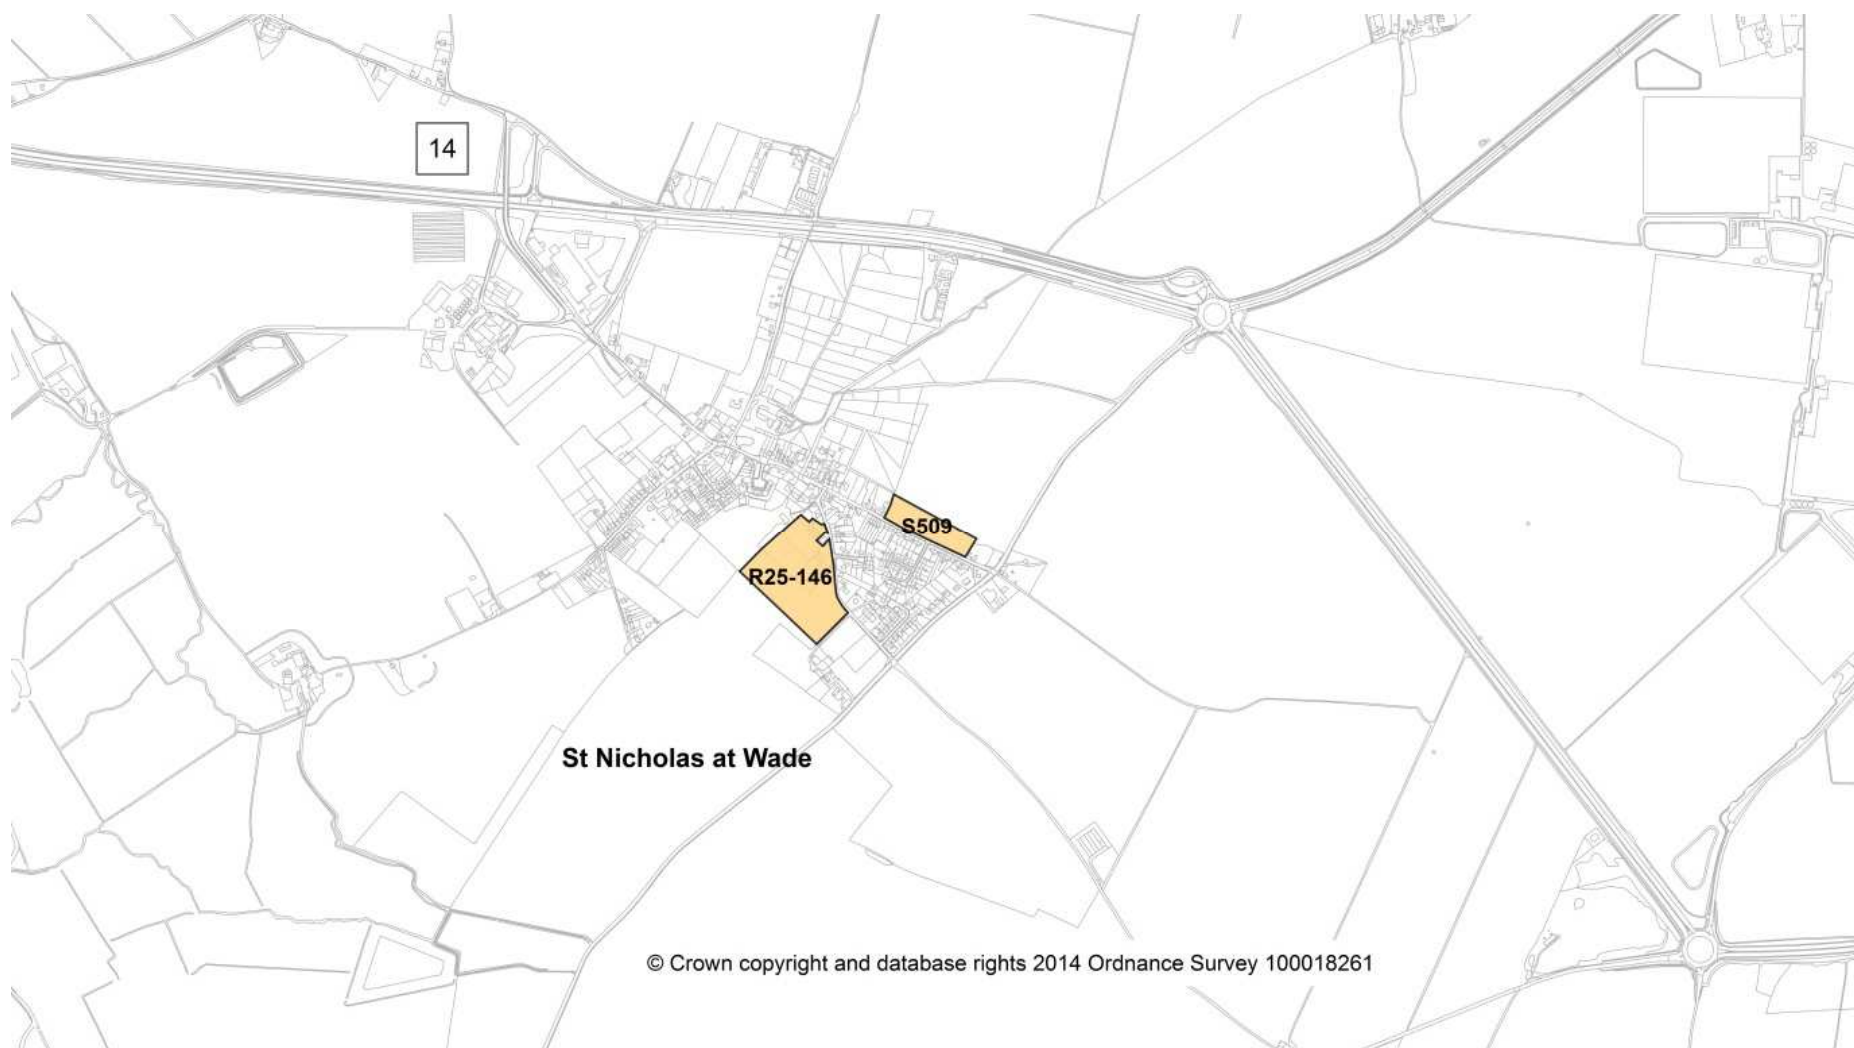 14
S509
R25-146
St Nicholas at Wade
© Crown copyright and database rights 2014 Ordnance Survey 100018261